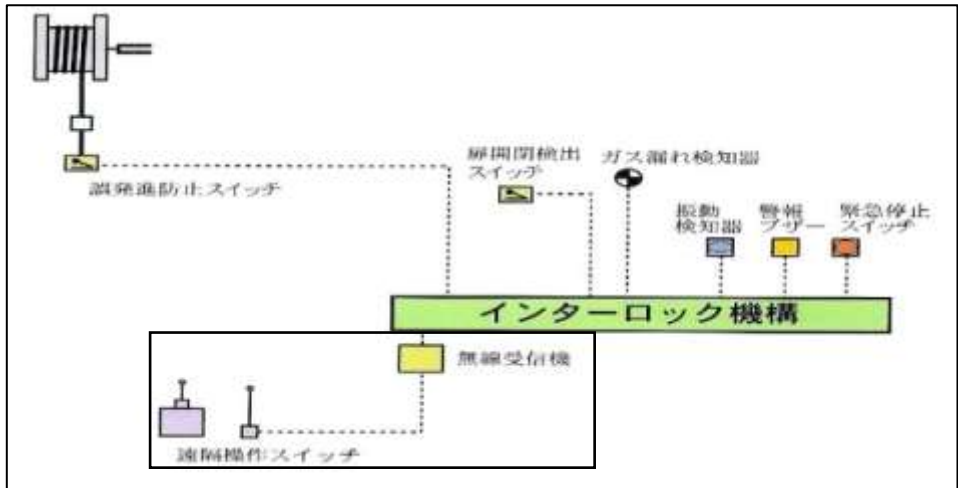 扉開閉検出
スイッチ
ガス漏れ検知器
誤発進防止スイッチ
振動
検知器
警報
ブザー
緊急停止
スイッチ
インターロック機構
無線受信機
遠隔操作スイッチ